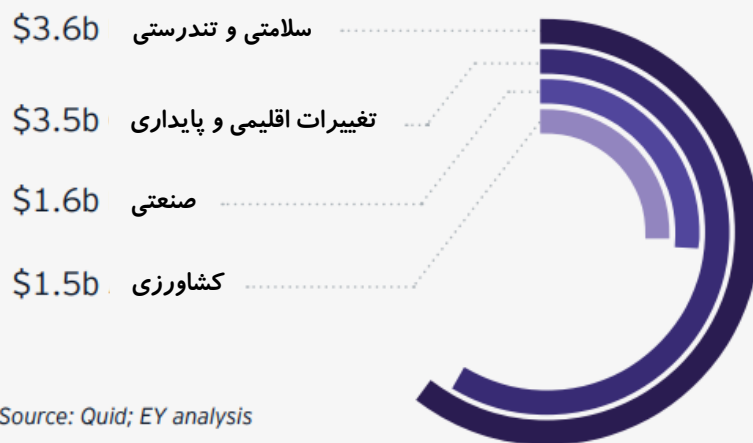 $3.6b سلامتی و تندرستی
$3.5b تغییرات اقلیمی و پایداری
$1.6b صنعتی
$1.5b کشاورزی
Source: Quid; EY analysis